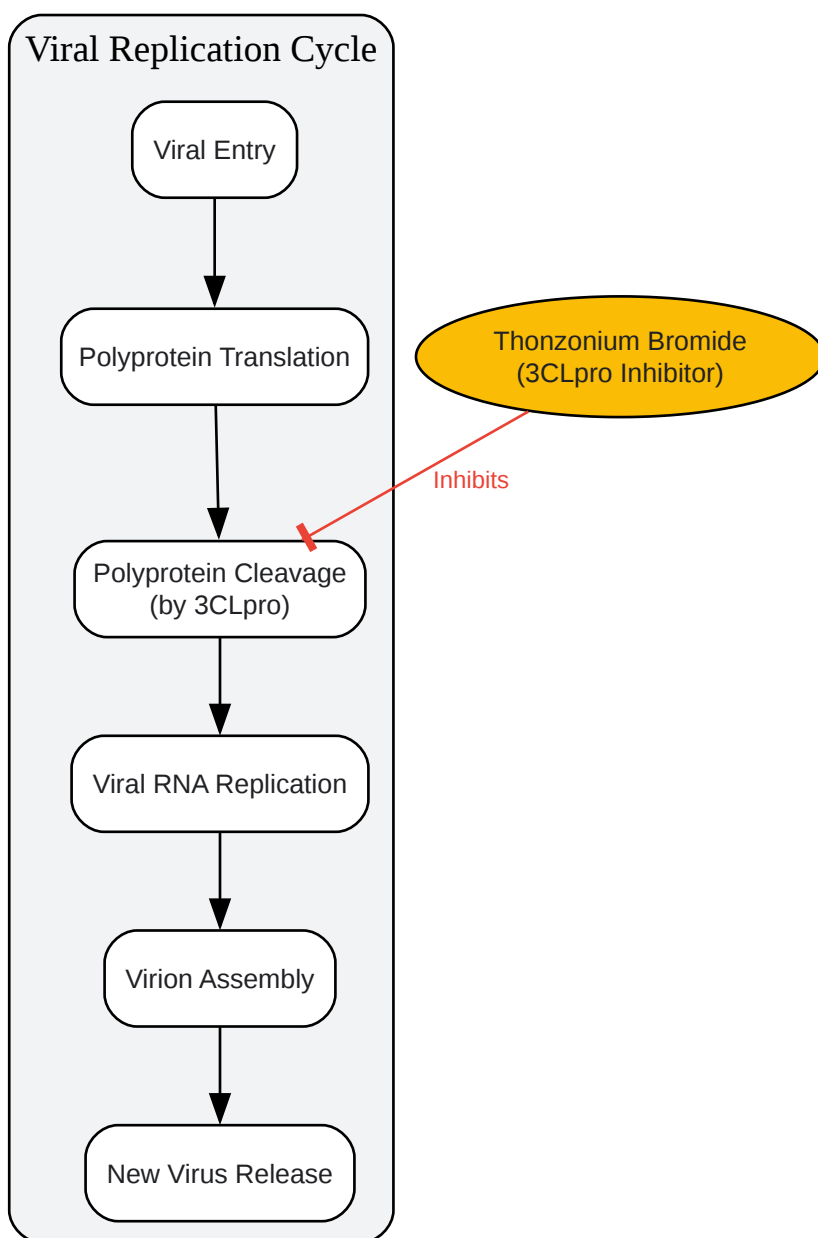 Viral Replication Cycle
Viral Entry
Polyprotein Translation
Thonzonium Bromide
(3CLpro Inhibitor)
Inhibits
Polyprotein Cleavage
(by 3CLpro)
Viral RNA Replication
Virion Assembly
New Virus Release